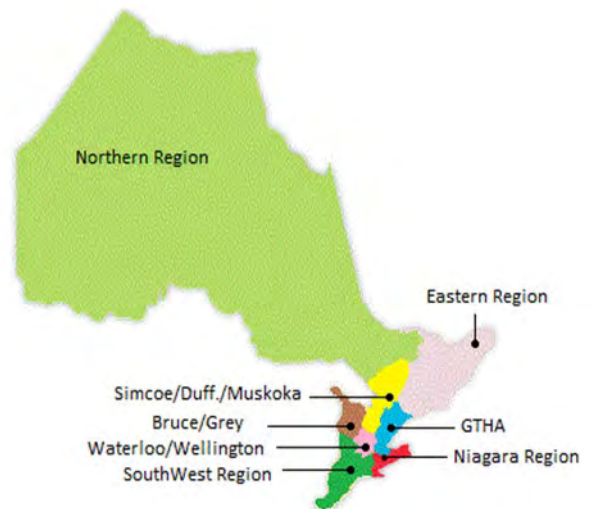 Northern Region
Eastern Region
Simcoe/Duff./Muskoka
Bruce/Grey
GTHA
Waterloo/Wellington
Niagara Region
SouthWest Region